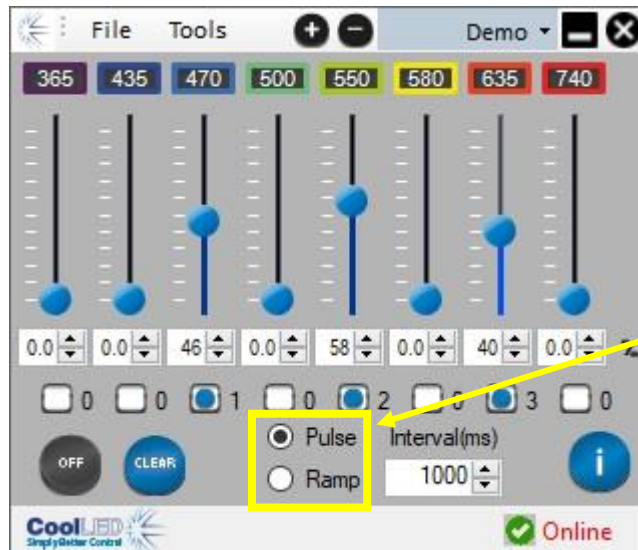 File Tools Demo
365 435 470 500 550 580 635 740
0.0 0.0 46 0.0 58 0.0 40 0.0 %
0 0 1 0 2 0 3 0
OFF CLEAR Pulse Interval(ms)
Ramp 1000
CoolLED Online
Simply Better Control